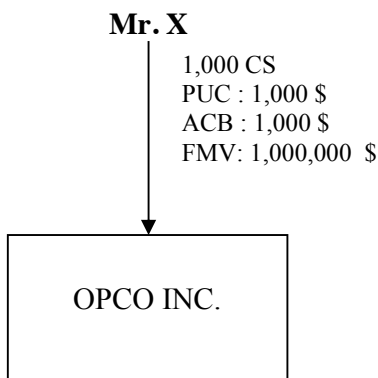 Mr. X
1,000 CS
PUC : 1,000 $
ACB : 1,000 $
FMV: 1,000,000  $
OPCO INC.